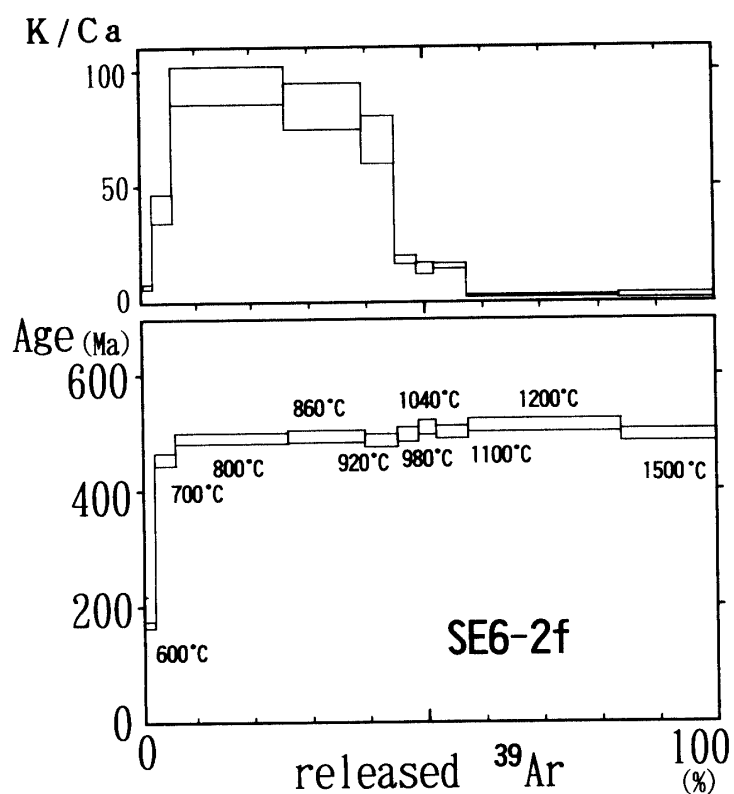 K/Ca
100
50
0
Age (Ma)
600
400
200
0
860°C
1040°C
1200°C
800°C
920°C
980°C
1100°C
1500°C
700°C
600°C
SE6-2f
0
100
released ³⁹Ar
(%)